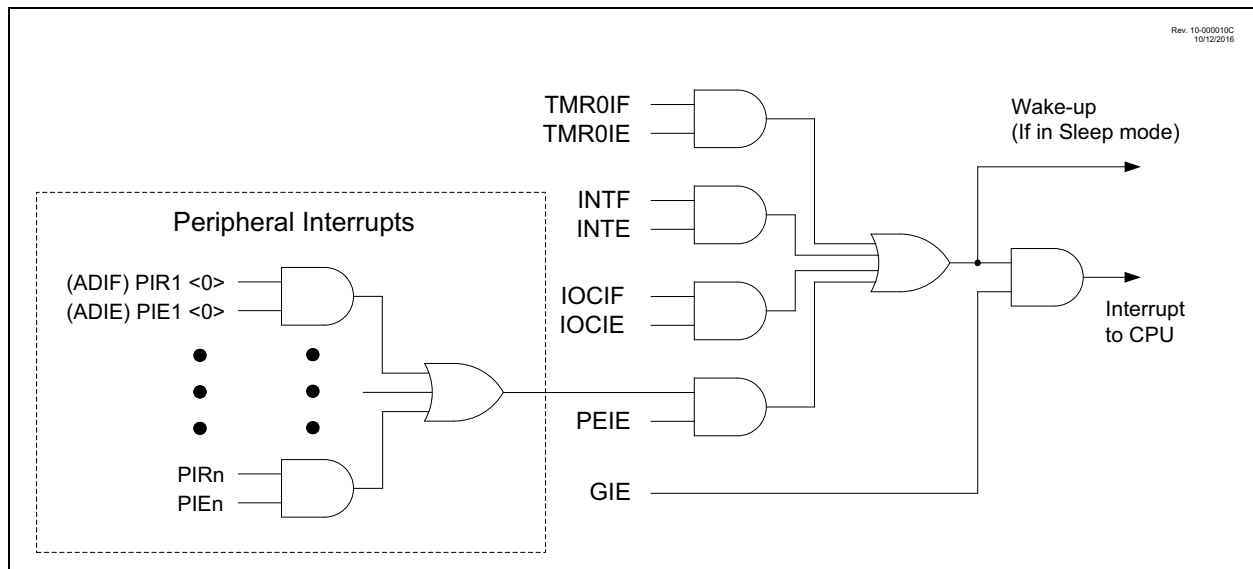 Rev. 10-000010C
10/12/2016
TMR0IF
TMR0IE
Wake-up
(If in Sleep mode)
INTF
INTE
Peripheral Interrupts
(ADIF) PIR1 <0>
(ADIE) PIE1 <0>
IOCIF
IOCIE
Interrupt
to CPU
PEIE
PIRn
PIEn
GIE